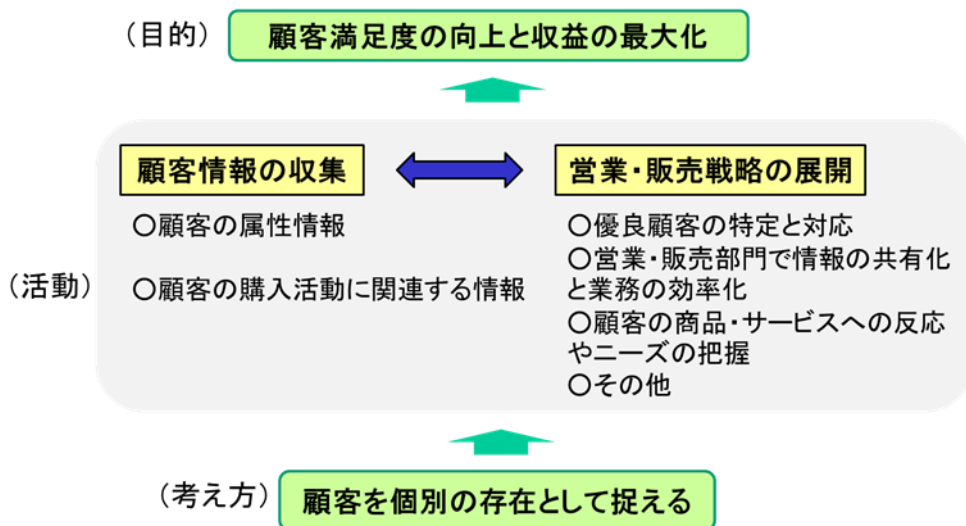 (目的) 顧客満足度の向上と収益の最大化
顧客情報の収集
○顧客の属性情報
○顧客の購入活動に関連する情報
営業・販売戦略の展開
○優良顧客の特定と対応
○営業・販売部門で情報の共有化
と業務の効率化
○顧客の商品・サービスへの反応
やニーズの把握
○その他
(活動)
(考え方) 顧客を個別の存在として捉える